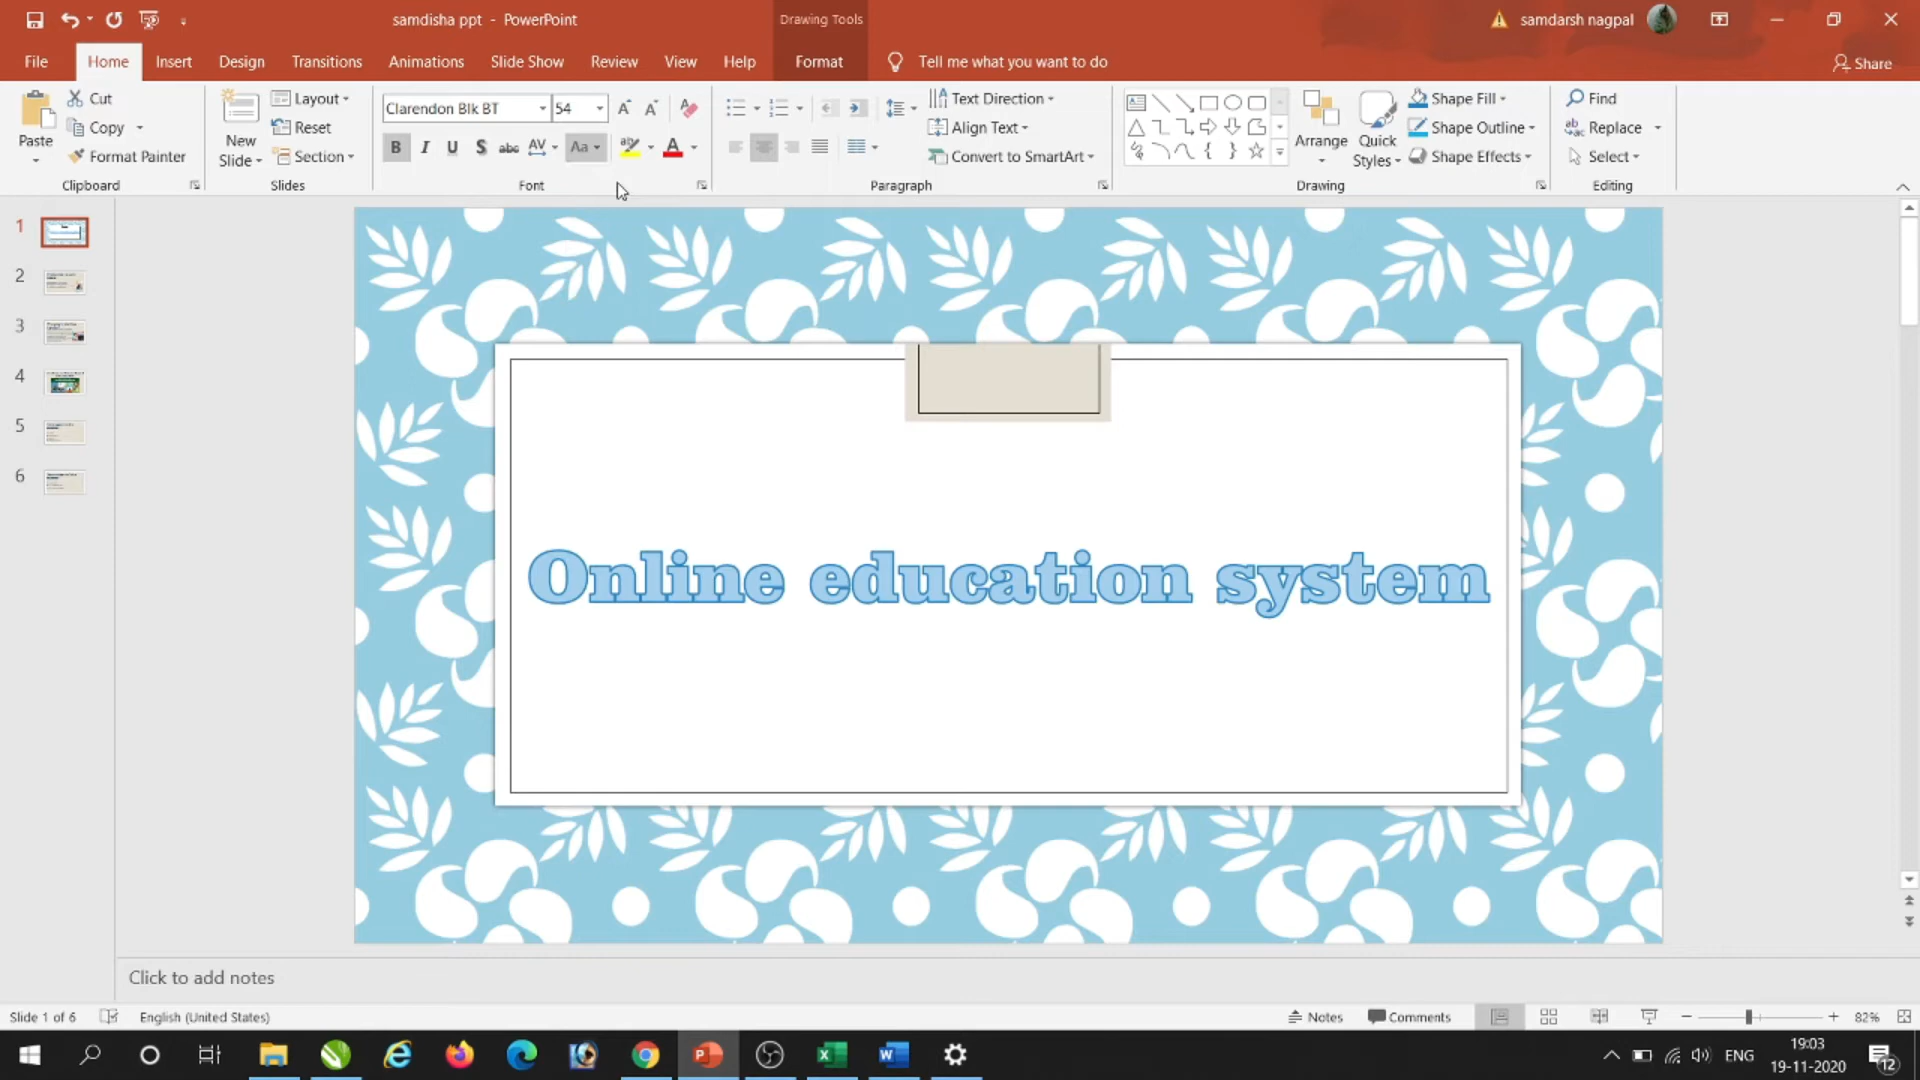 samdisha ppt - PowerPoint
Drawing Tools
samdarsh nagpal
File Home Insert Design Transitions Animations Slide Show Review View Help Format Tell me what you want to do Share
Paste
Cut
Copy
Format Painter
Clipboard
New Slide
Layout
Reset
Section
Slides
Clarendon Blk BT 54
B I U S abc AV Aa A
Font
Text Direction
Align Text
Convert to SmartArt
Paragraph
Arrange
Quick Styles
Shape Fill
Shape Outline
Shape Effects
Drawing
Find
Replace
Select
Editing
1
2
3
4
5
6
Online education system
Click to add notes
Slide 1 of 6 English (United States) Notes Comments 82%
ENG
19:03
19-11-2020
12